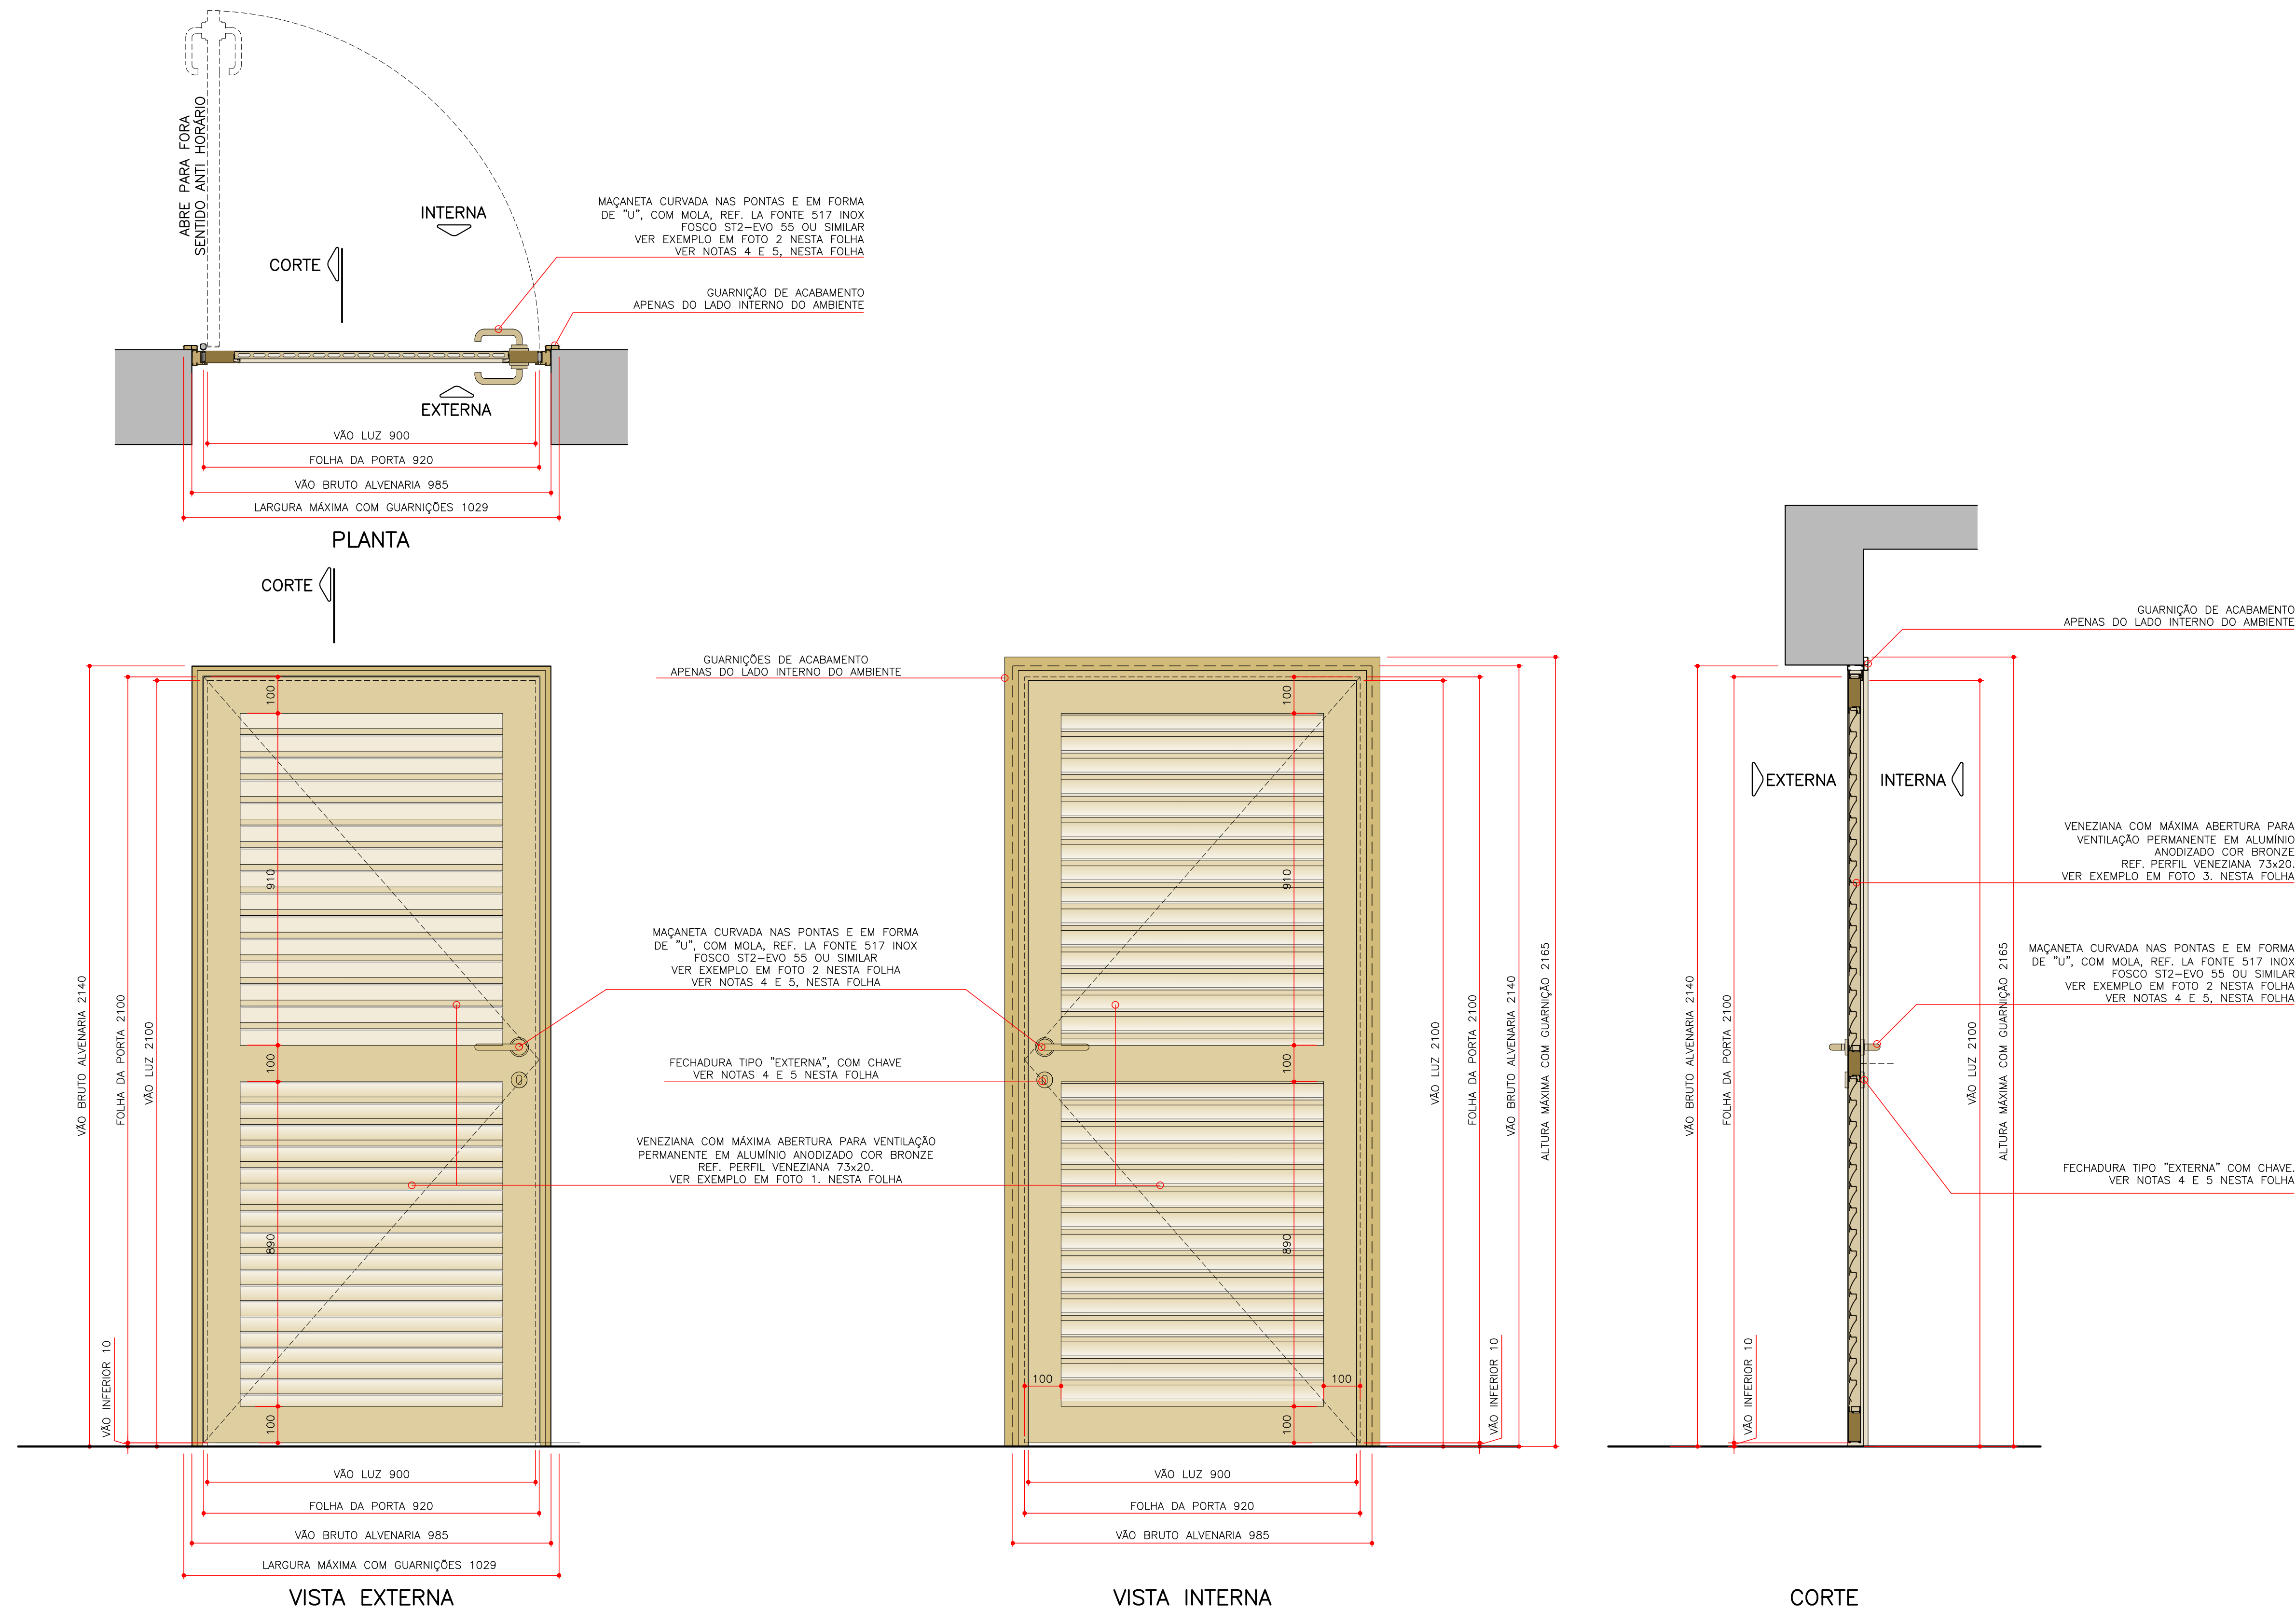 ABRE PARA FORA
SENTIDO ANTI HORÁRIO
INTERNA
CORTE
MAÇANETA CURVADA NAS PONTAS E EM FORMA
DE "U", COM MOLA, REF. LA FONTE 517 INOX
FOSCO ST2-EVO 55 OU SIMILAR
VER EXEMPLO EM FOTO 2 NESTA FOLHA
VER NOTAS 4 E 5, NESTA FOLHA
GUARNIÇÃO DE ACABAMENTO
APENAS DO LADO INTERNO DO AMBIENTE
EXTERNA
VÃO LUZ 900
FOLHA DA PORTA 920
VÃO BRUTO ALVENARIA 985
LARGURA MÁXIMA COM GUARNIÇÕES 1029
PLANTA
CORTE
VÃO BRUTO ALVENARIA 2140
FOLHA DA PORTA 2100
VÃO LUZ 2100
VÃO INFERIOR 10
100
910
100
890
100
VÃO LUZ 900
FOLHA DA PORTA 920
VÃO BRUTO ALVENARIA 985
LARGURA MÁXIMA COM GUARNIÇÕES 1029
VISTA EXTERNA
GUARNIÇÕES DE ACABAMENTO
APENAS DO LADO INTERNO DO AMBIENTE
MAÇANETA CURVADA NAS PONTAS E EM FORMA
DE "U", COM MOLA, REF. LA FONTE 517 INOX
FOSCO ST2-EVO 55 OU SIMILAR
VER EXEMPLO EM FOTO 2 NESTA FOLHA
VER NOTAS 4 E 5, NESTA FOLHA
FECHADURA TIPO "EXTERNA", COM CHAVE
VER NOTAS 4 E 5 NESTA FOLHA
VENEZIANA COM MÁXIMA ABERTURA PARA VENTILAÇÃO
PERMANENTE EM ALUMÍNIO ANODIZADO COR BRONZE
REF. PERFIL VENEZIANA 73x20.
VER EXEMPLO EM FOTO 1. NESTA FOLHA
100
910
100
890
100
100
100
VÃO LUZ 2100
FOLHA DA PORTA 2100
VÃO BRUTO ALVENARIA 2140
ALTURA MÁXIMA COM GUARNIÇÃO 2165
VÃO INFERIOR 10
VÃO LUZ 900
FOLHA DA PORTA 920
VÃO BRUTO ALVENARIA 985
VISTA INTERNA
GUARNIÇÃO DE ACABAMENTO
APENAS DO LADO INTERNO DO AMBIENTE
EXTERNA
INTERNA
VENEZIANA COM MÁXIMA ABERTURA PARA
VENTILAÇÃO PERMANENTE EM ALUMÍNIO
ANODIZADO COR BRONZE
REF. PERFIL VENEZIANA 73x20.
VER EXEMPLO EM FOTO 3. NESTA FOLHA
MAÇANETA CURVADA NAS PONTAS E EM FORMA
DE "U", COM MOLA, REF. LA FONTE 517 INOX
FOSCO ST2-EVO 55 OU SIMILAR
VER EXEMPLO EM FOTO 2 NESTA FOLHA
VER NOTAS 4 E 5, NESTA FOLHA
FECHADURA TIPO "EXTERNA" COM CHAVE.
VER NOTAS 4 E 5 NESTA FOLHA
VÃO BRUTO ALVENARIA 2140
FOLHA DA PORTA 2100
VÃO INFERIOR 10
VÃO LUZ 2100
ALTURA MÁXIMA COM GUARNIÇÃO 2165
CORTE